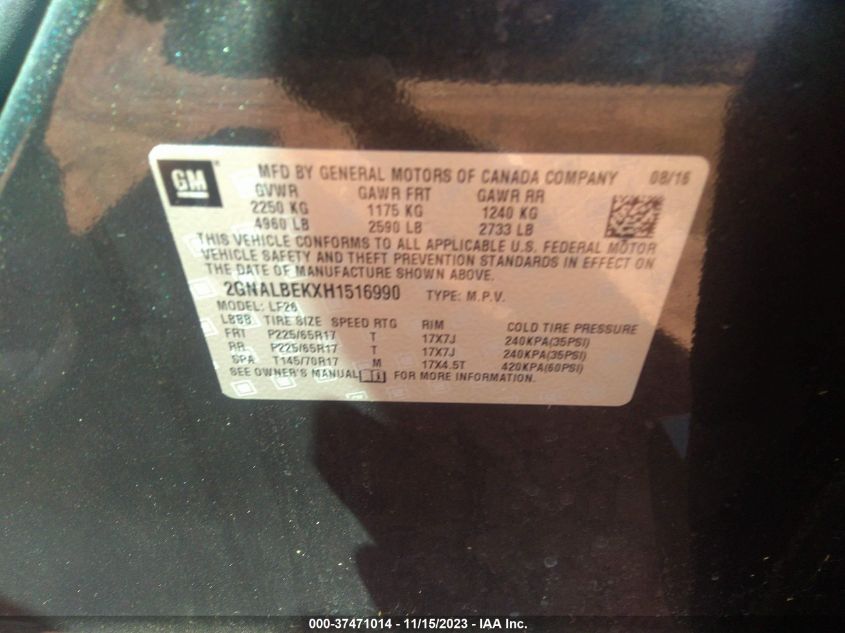 GM
MFD BY GENERAL MOTORS OF CANADA COMPANY 08/16
GVWR GAWR FRT GAWR RR
2250 KG 1175 KG 1240 KG
4960 LB 2590 LB 2733 LB
THIS VEHICLE CONFORMS TO ALL APPLICABLE U.S. FEDERAL MOTOR
VEHICLE SAFETY AND THEFT PREVENTION STANDARDS IN EFFECT ON
THE DATE OF MANUFACTURE SHOWN ABOVE.
2GNALBEKXH1516990 TYPE: M.P.V.
MODEL: LF26
LBBB TIRE SIZE SPEED RTG RIM COLD TIRE PRESSURE
FRT P225/65R17 T 17X7J 240KPA(35PSI)
RR P225/65R17 T 17X7J 240KPA(35PSI)
SPA T145/70R17 M 17X4.5T 420KPA(60PSI)
SEE OWNER'S MANUAL FOR MORE INFORMATION.
000-37471014 - 11/15/2023 - IAA Inc.